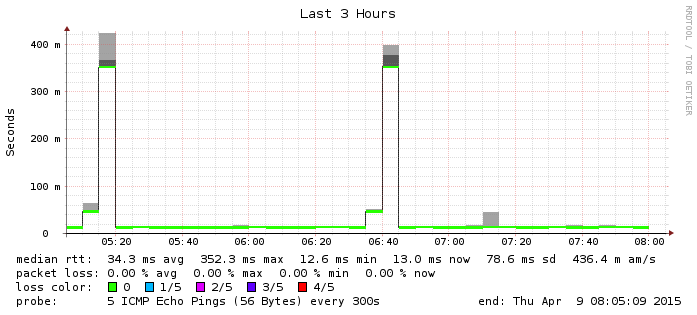 Last 3 Hours
RRDTOOL / TOBI OETIKER
Seconds
400 m
300 m
200 m
100 m
0
05:20 05:40 06:00 06:20 06:40 07:00 07:20 07:40 08:00
median rtt: 34.3 ms avg 352.3 ms max 12.6 ms min 13.0 ms now 78.6 ms sd 436.4 m am/s
packet loss: 0.00 % avg 0.00 % max 0.00 % min 0.00 % now
loss color: 0 1/5 2/5 3/5 4/5
probe: 5 ICMP Echo Pings (56 Bytes) every 300s end: Thu Apr 9 08:05:09 2015